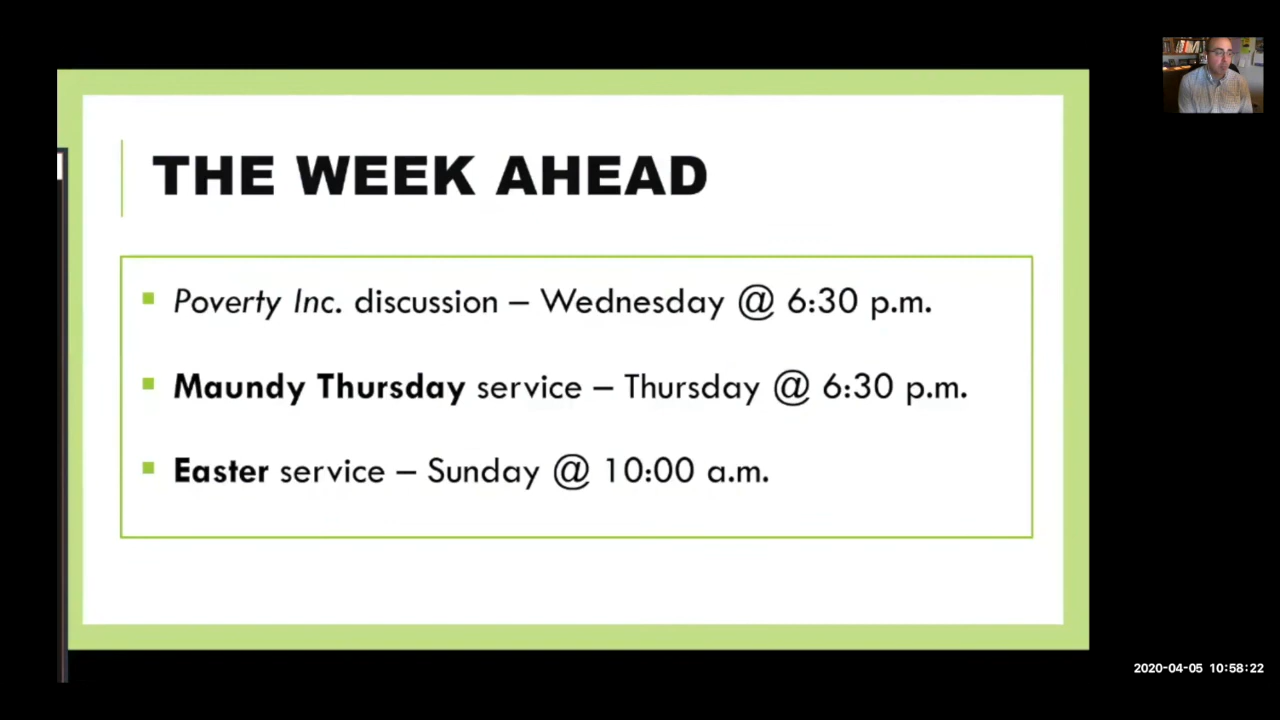 THE WEEK AHEAD
Poverty Inc. discussion – Wednesday @ 6:30 p.m.
Maundy Thursday service – Thursday @ 6:30 p.m.
Easter service – Sunday @ 10:00 a.m.
2020-04-05 10:58:22